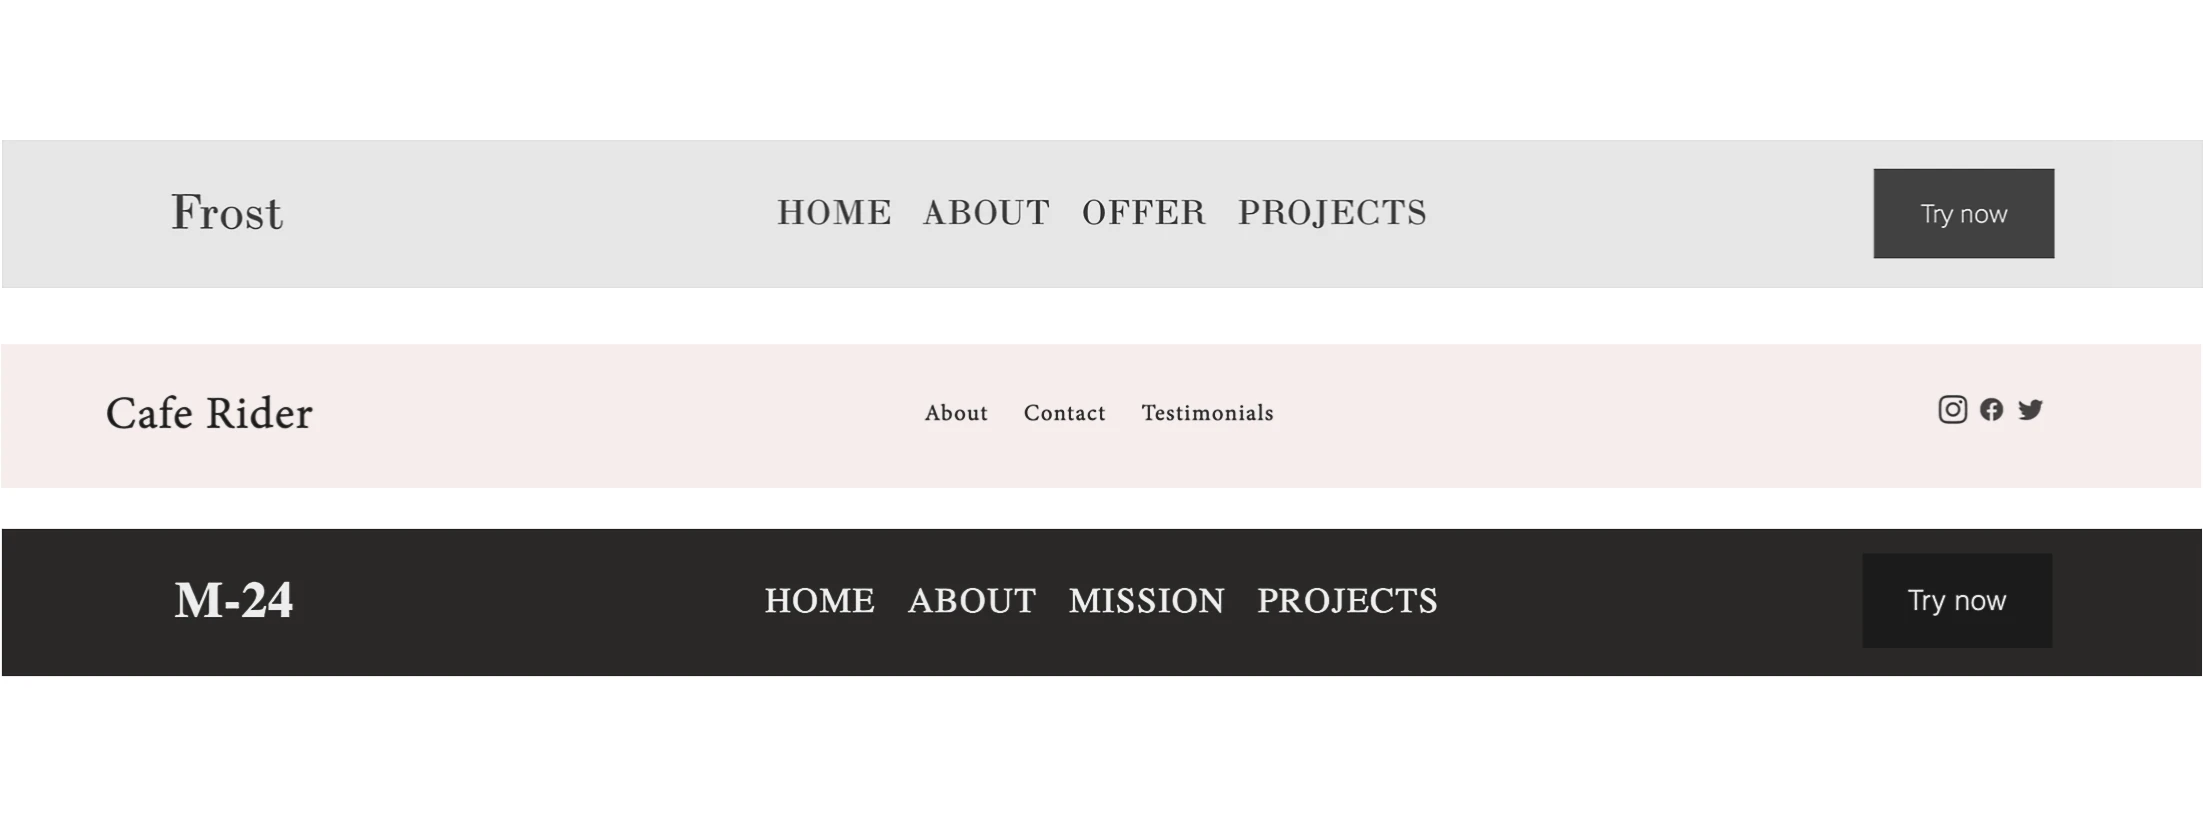 Frost HOME ABOUT OFFER PROJECTS Try now
Cafe Rider About Contact Testimonials
M-24 HOME ABOUT MISSION PROJECTS Try now